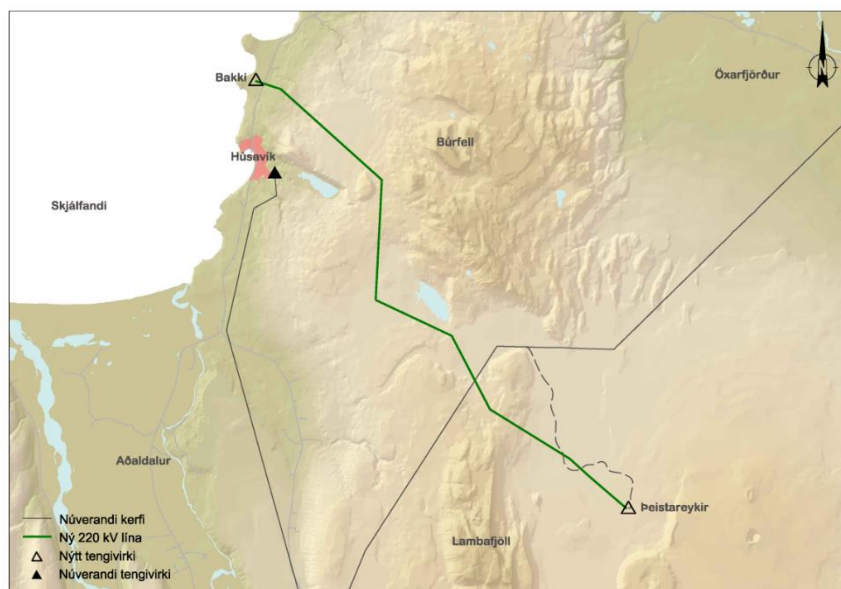 N
Bakki
Öxarfjörður
Búrfell
Húsavík
Skjálfandi
Aðaldalur
Þeistareykir
Lambafjöll
Núverandi kerfi
Ný 220 kV lína
Nýtt tengivirki
Núverandi tengivirki